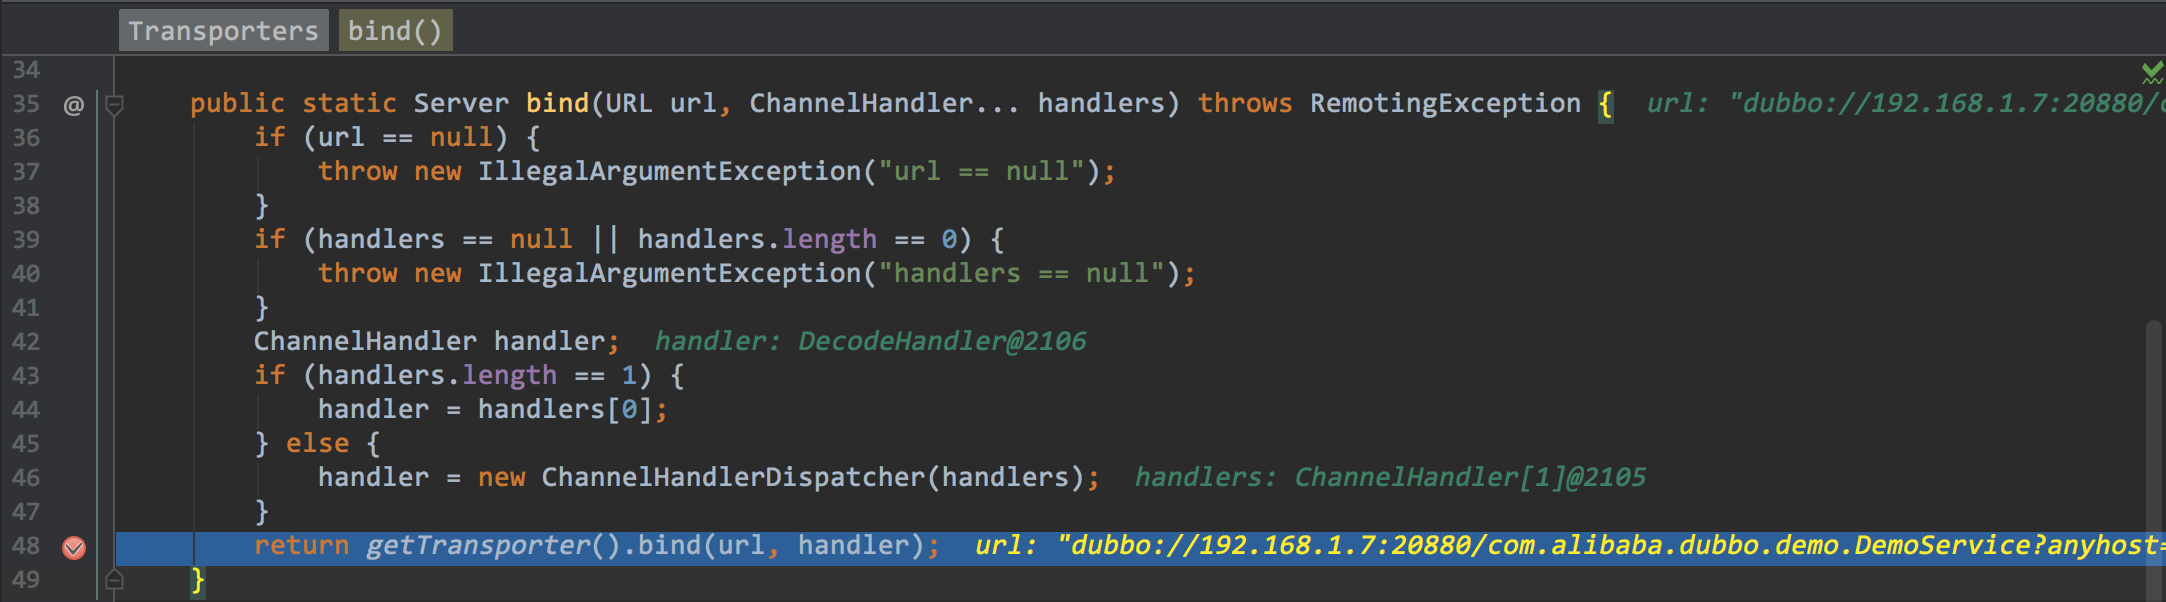 Transporters bind()
34
35 @ public static Server bind(URL url, ChannelHandler... handlers) throws RemotingException { url: "dubbo://192.168.1.7:20880/
36 if (url == null) {
37 throw new IllegalArgumentException("url == null");
38 }
39 if (handlers == null || handlers.length == 0) {
40 throw new IllegalArgumentException("handlers == null");
41 }
42 ChannelHandler handler; handler: DecodeHandler@2106
43 if (handlers.length == 1) {
44 handler = handlers[0];
45 } else {
46 handler = new ChannelHandlerDispatcher(handlers); handlers: ChannelHandler[1]@2105
47 }
48 return getTransporter().bind(url, handler); url: "dubbo://192.168.1.7:20880/com.alibaba.dubbo.demo.DemoService?anyhost=
49 }